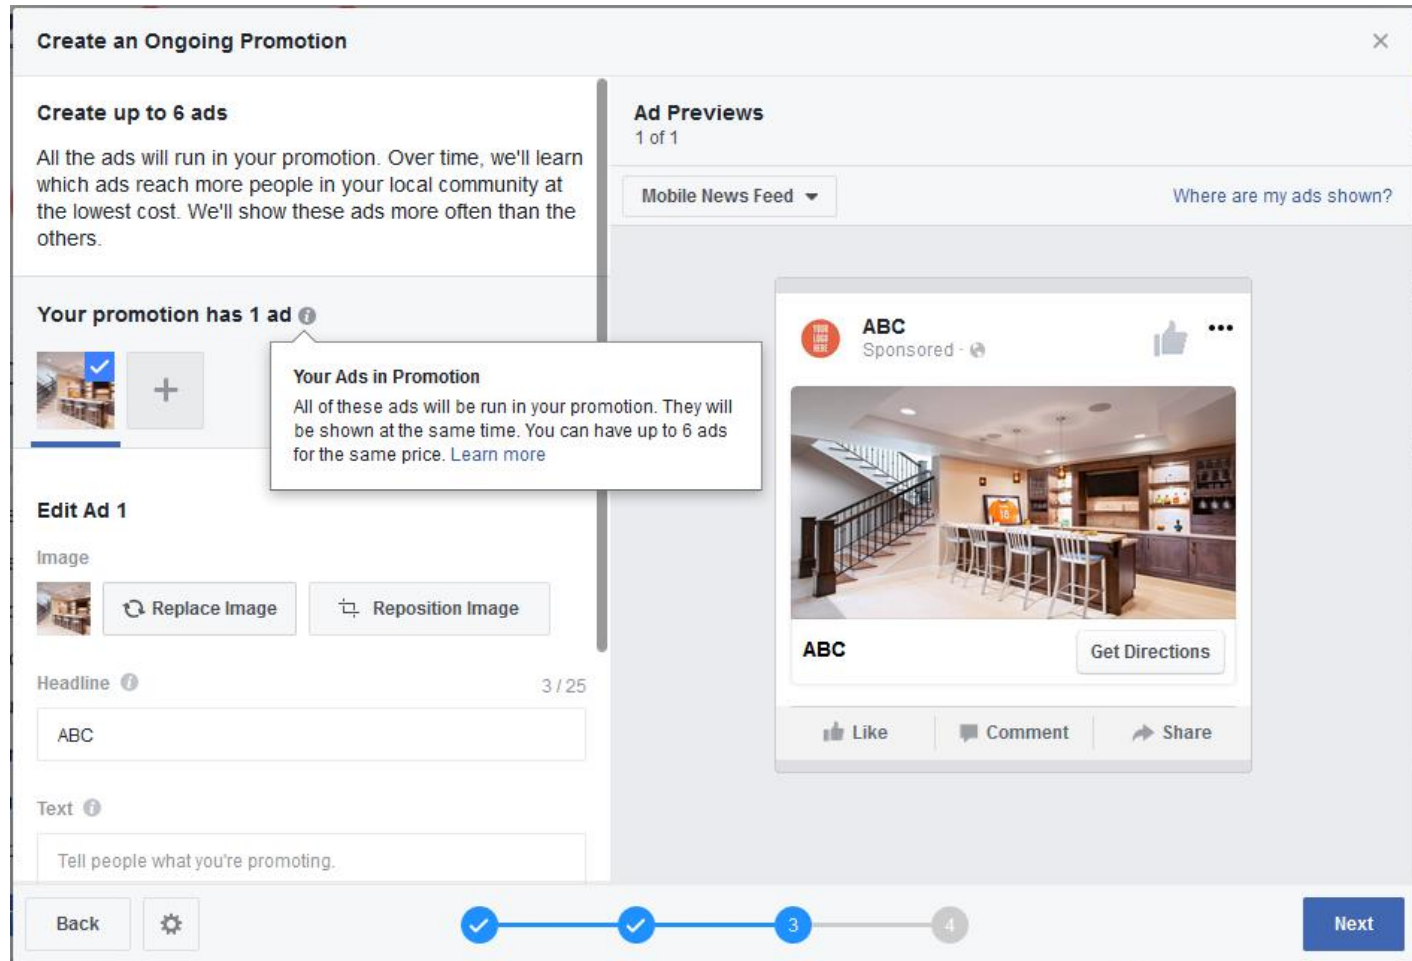 Create an Ongoing Promotion
Create up to 6 ads
All the ads will run in your promotion. Over time, we'll learn
which ads reach more people in your local community at
the lowest cost. We'll show these ads more often than the
others.
Your promotion has 1 ad
Your Ads in Promotion
All of these ads will be run in your promotion. They will
be shown at the same time. You can have up to 6 ads
for the same price. Learn more
Edit Ad 1
Image
Replace Image
Reposition Image
Headline
3 / 25
ABC
Text
Tell people what you're promoting.
Ad Previews
1 of 1
Mobile News Feed
Where are my ads shown?
YOUR
LOGO
HERE
ABC
Sponsored ·
18
ABC
Get Directions
Like
Comment
Share
Back
3
4
Next